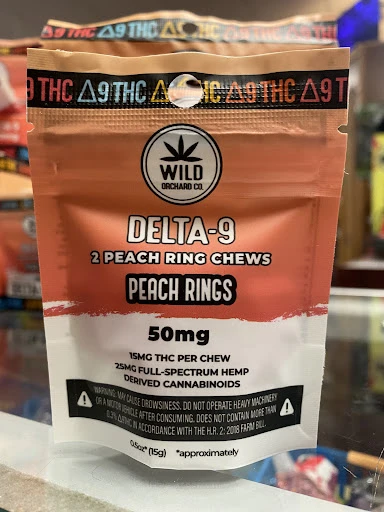 9 THC Δ9 THC Δ9 THC Δ9 THC Δ9 T
WILD
ORCHARD CO.
DELTA-9
2 PEACH RING CHEWS
PEACH RINGS
50mg
15MG THC PER CHEW
25MG FULL-SPECTRUM HEMP
DERIVED CANNABINOIDS
WARNING: MAY CAUSE DROWSINESS. DO NOT OPERATE HEAVY MACHINERY
OR A MOTOR VEHICLE AFTER CONSUMING. DOES NOT CONTAIN MORE THAN
0.3% Δ9THC IN ACCORDANCE WITH THE H.R. 2: 2018 FARM BILL.
0.5oz* (15g) *approximately